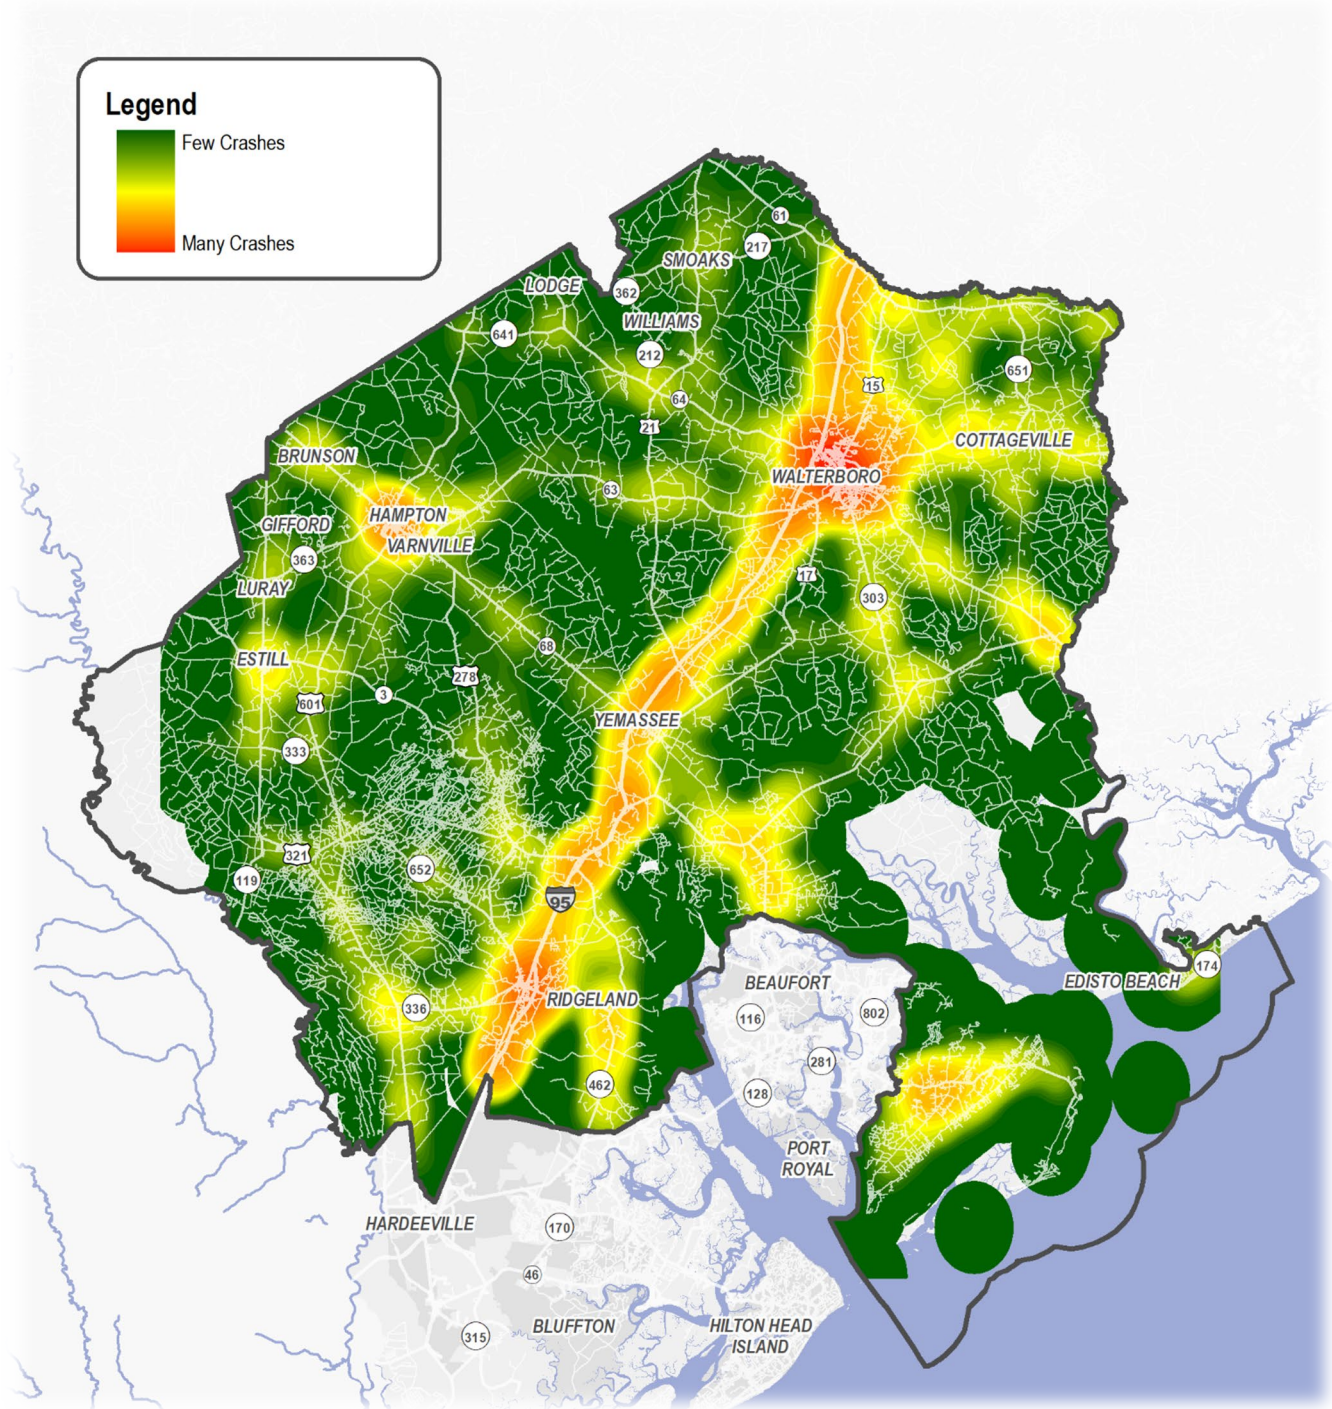 Legend
Few Crashes
Many Crashes
61
217
SMOAKS
LODGE
362
WILLIAMS
641
212
651
15
64
21
COTTAGEVILLE
BRUNSON
WALTERBORO
63
HAMPTON
GIFFORD
VARNVILLE
363
17
LURAY
303
68
ESTILL
278
3
601
YEMASSEE
333
321
652
119
95
174
EDISTO BEACH
BEAUFORT
RIDGELAND
336
116
802
281
462
128
PORT
ROYAL
HARDEEVILLE
170
46
BLUFFTON
HILTON HEAD
ISLAND
315